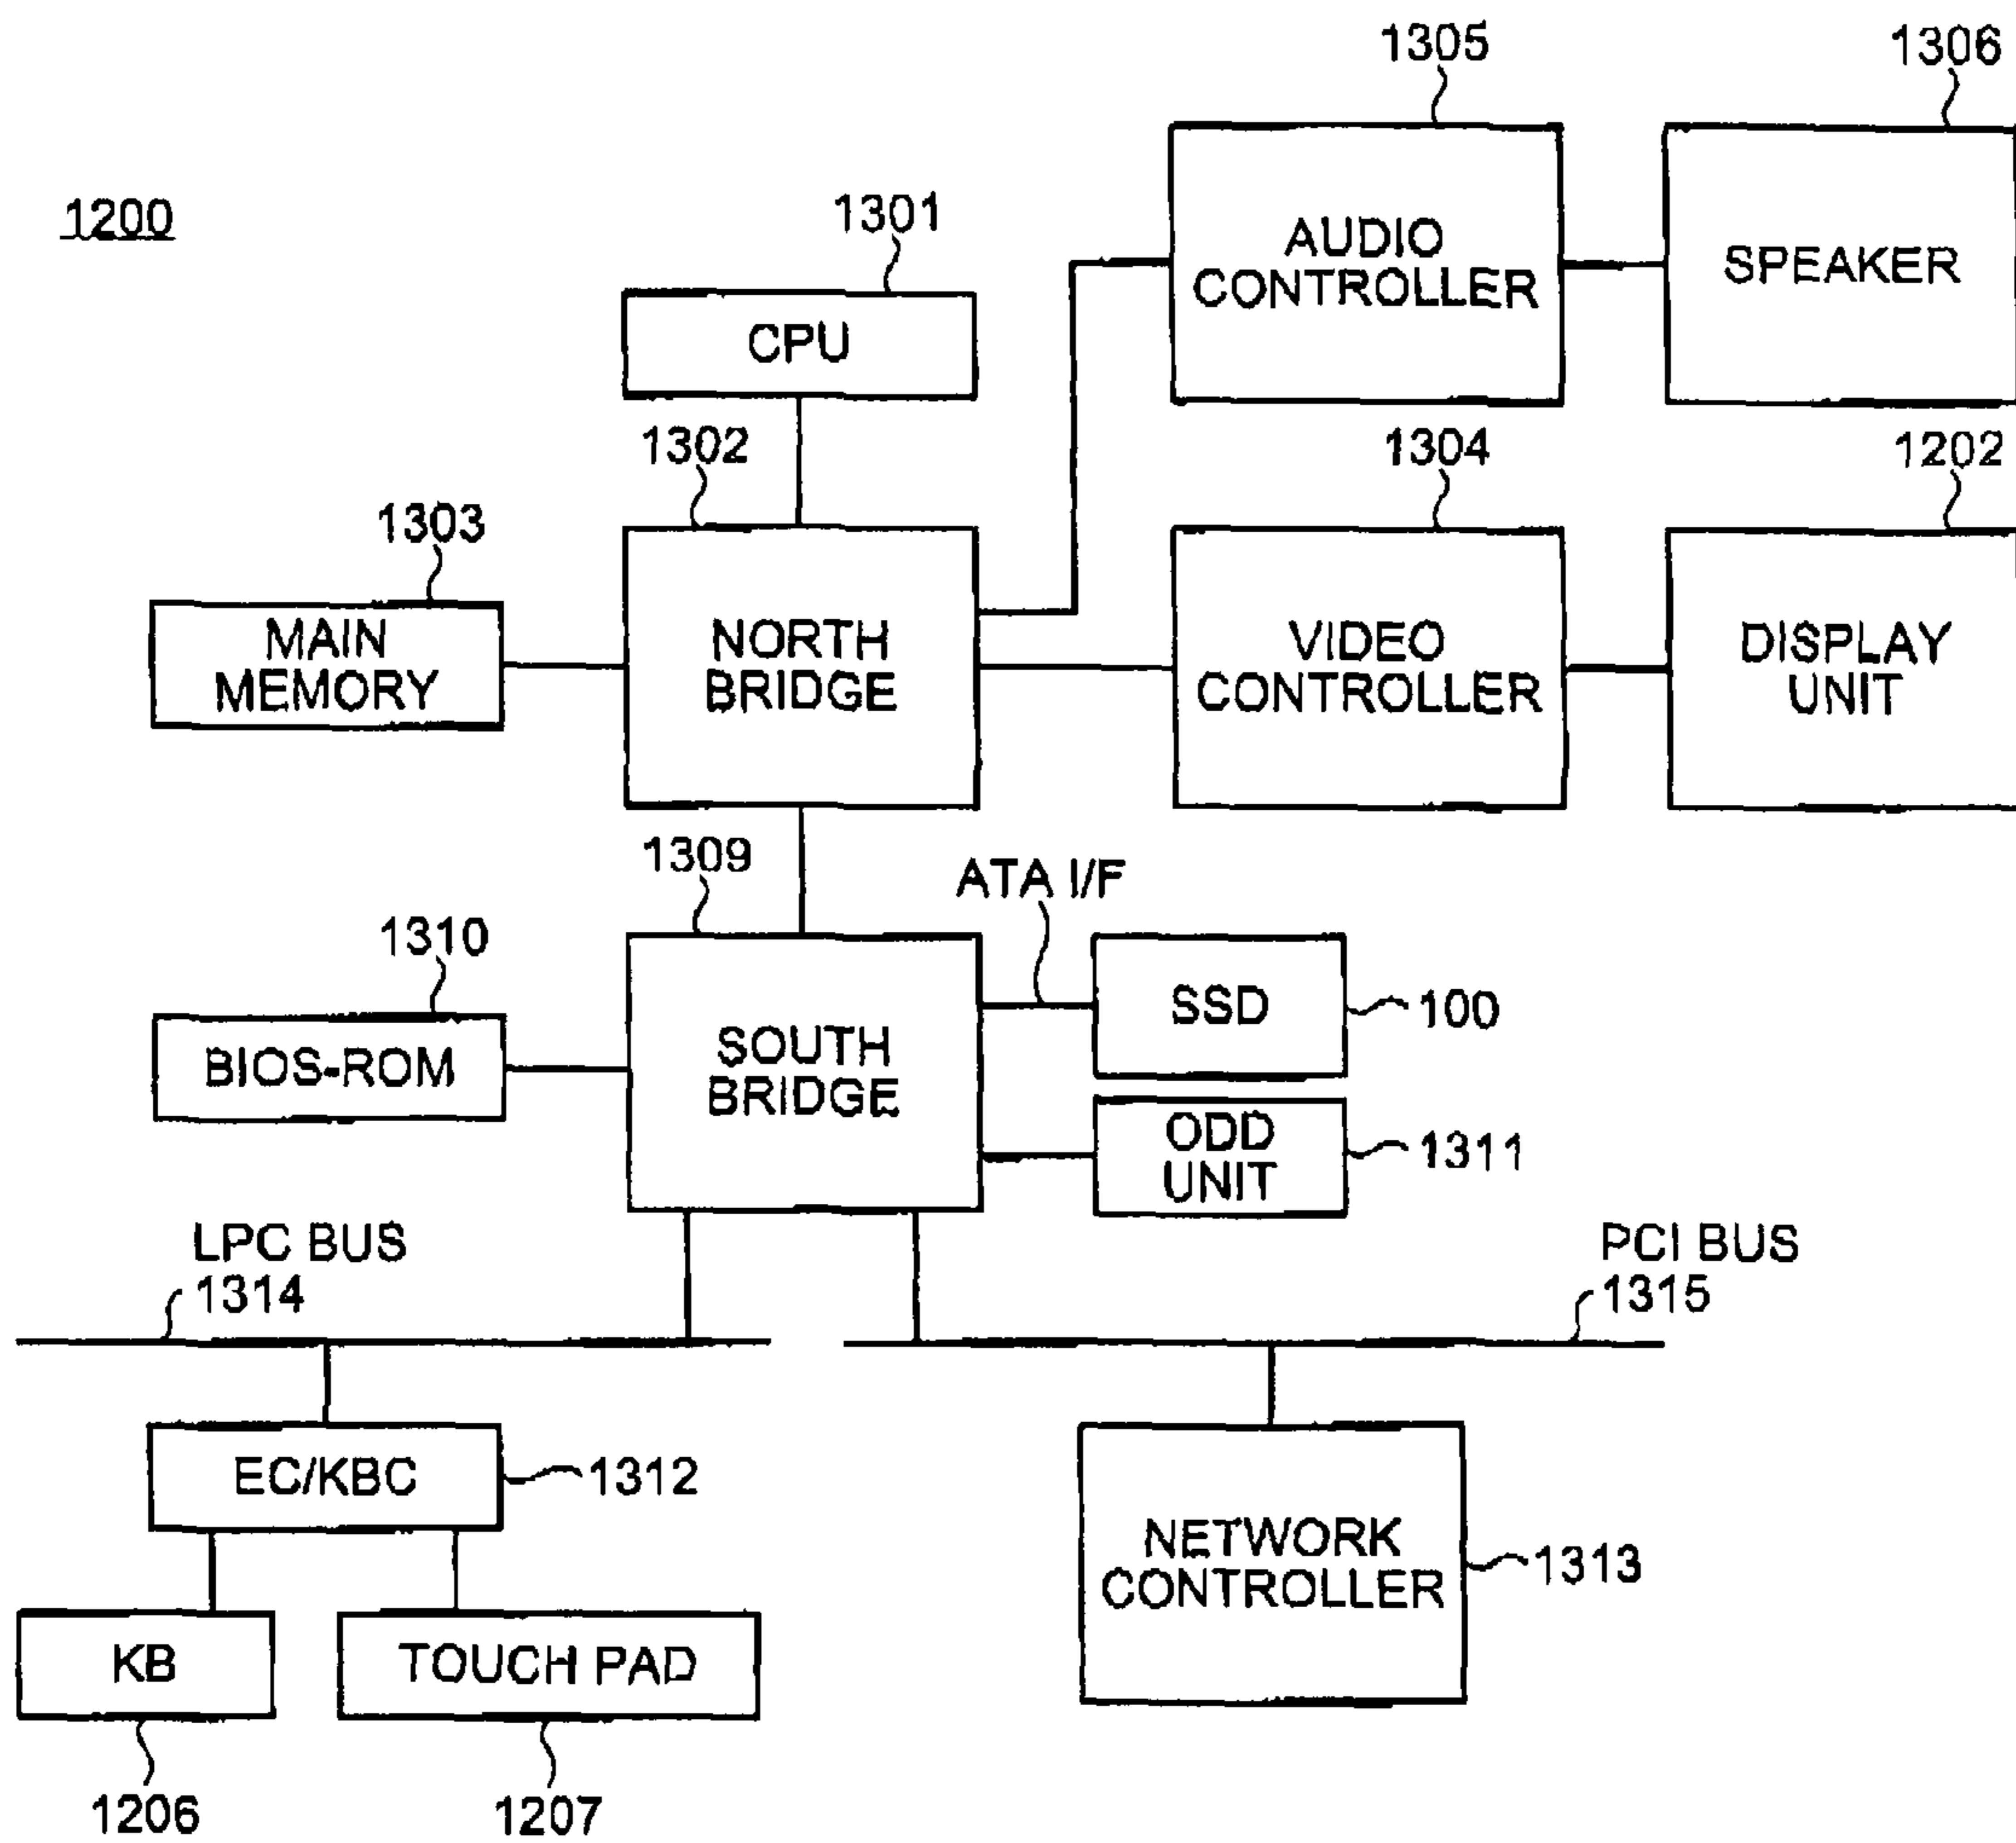 1305
1306
1200
1301
AUDIO
CONTROLLER
SPEAKER
CPU
1302
1304
1202
1303
MAIN
MEMORY
NORTH
BRIDGE
VIDEO
CONTROLLER
DISPLAY
UNIT
1309
ATA I/F
1310
SSD
100
BIOS-ROM
SOUTH
BRIDGE
ODD
UNIT
1311
LPC BUS
1314
PCI BUS
1315
EC/KBC
1312
NETWORK
CONTROLLER
1313
KB
TOUCH PAD
1206
1207